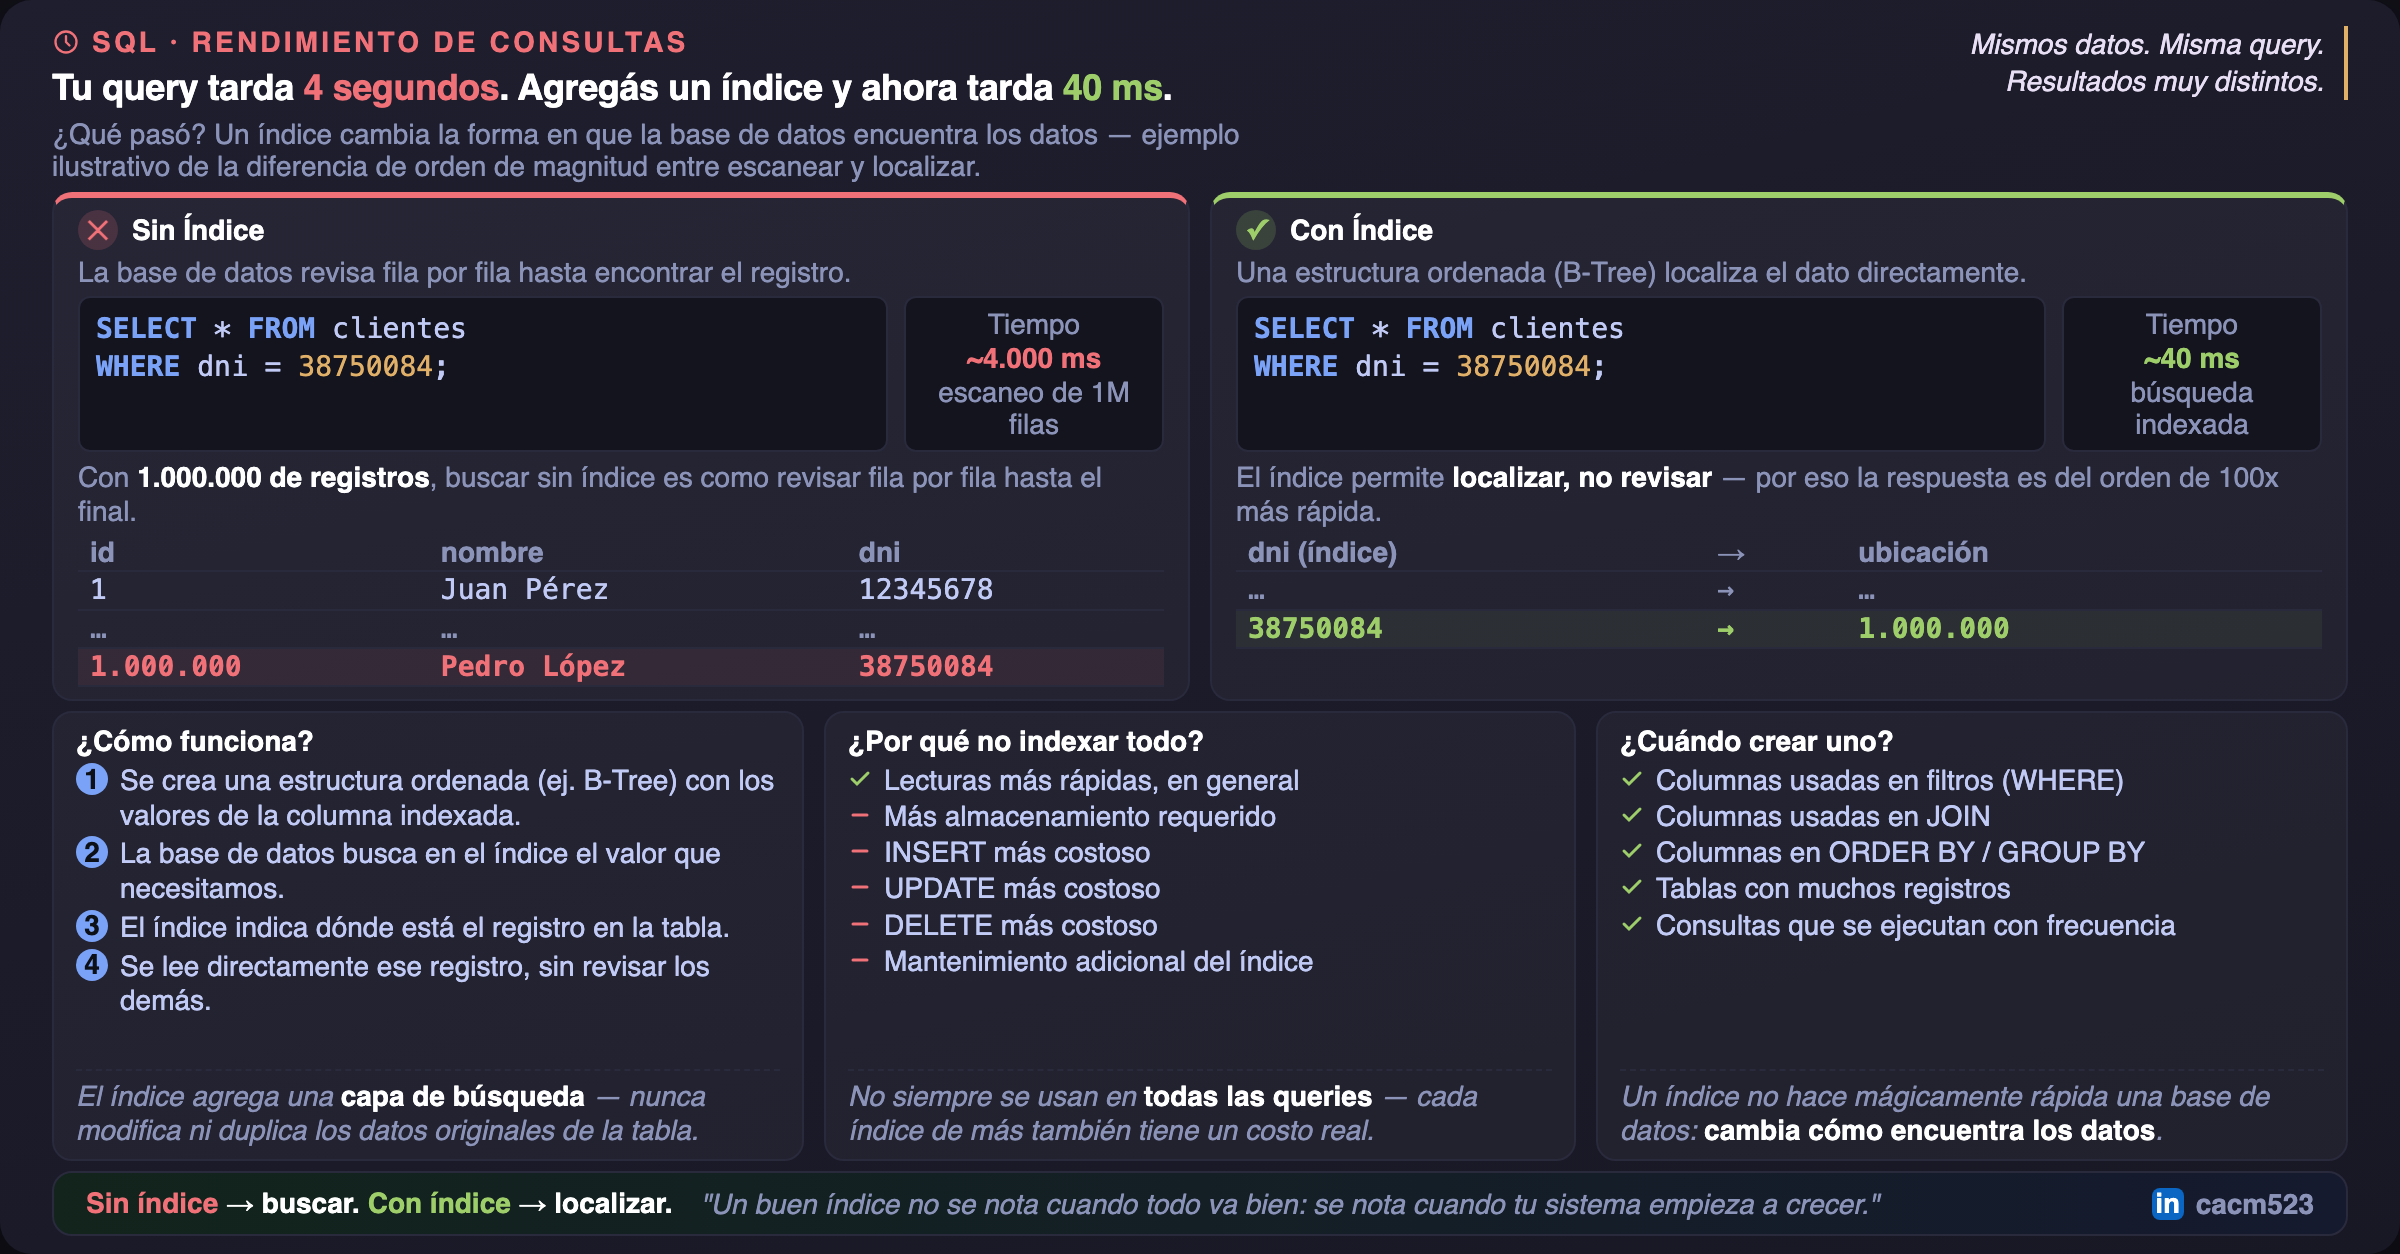 SQL · RENDIMIENTO DE CONSULTAS
Tu query tarda 4 segundos. Agregás un índice y ahora tarda 40 ms.
¿Qué pasó? Un índice cambia la forma en que la base de datos encuentra los datos — ejemplo
ilustrativo de la diferencia de orden de magnitud entre escanear y localizar.
Mismos datos. Misma query.
Resultados muy distintos.
Sin Índice
La base de datos revisa fila por fila hasta encontrar el registro.
SELECT * FROM clientes
WHERE dni = 38750084;
Tiempo
~4.000 ms
escaneo de 1M
filas
Con 1.000.000 de registros, buscar sin índice es como revisar fila por fila hasta el
final.
id nombre dni
1 Juan Pérez 12345678
… … …
1.000.000 Pedro López 38750084
Con Índice
Una estructura ordenada (B-Tree) localiza el dato directamente.
SELECT * FROM clientes
WHERE dni = 38750084;
Tiempo
~40 ms
búsqueda
indexada
El índice permite localizar, no revisar — por eso la respuesta es del orden de 100x
más rápida.
dni (índice) → ubicación
… → …
38750084 → 1.000.000
¿Cómo funciona?
1 Se crea una estructura ordenada (ej. B-Tree) con los
valores de la columna indexada.
2 La base de datos busca en el índice el valor que
necesitamos.
3 El índice indica dónde está el registro en la tabla.
4 Se lee directamente ese registro, sin revisar los
demás.
El índice agrega una capa de búsqueda — nunca
modifica ni duplica los datos originales de la tabla.
¿Por qué no indexar todo?
✓ Lecturas más rápidas, en general
– Más almacenamiento requerido
– INSERT más costoso
– UPDATE más costoso
– DELETE más costoso
– Mantenimiento adicional del índice
No siempre se usan en todas las queries — cada
índice de más también tiene un costo real.
¿Cuándo crear uno?
✓ Columnas usadas en filtros (WHERE)
✓ Columnas usadas en JOIN
✓ Columnas en ORDER BY / GROUP BY
✓ Tablas con muchos registros
✓ Consultas que se ejecutan con frecuencia
Un índice no hace mágicamente rápida una base de
datos: cambia cómo encuentra los datos.
Sin índice → buscar. Con índice → localizar. "Un buen índice no se nota cuando todo va bien: se nota cuando tu sistema empieza a crecer."
in cacm523